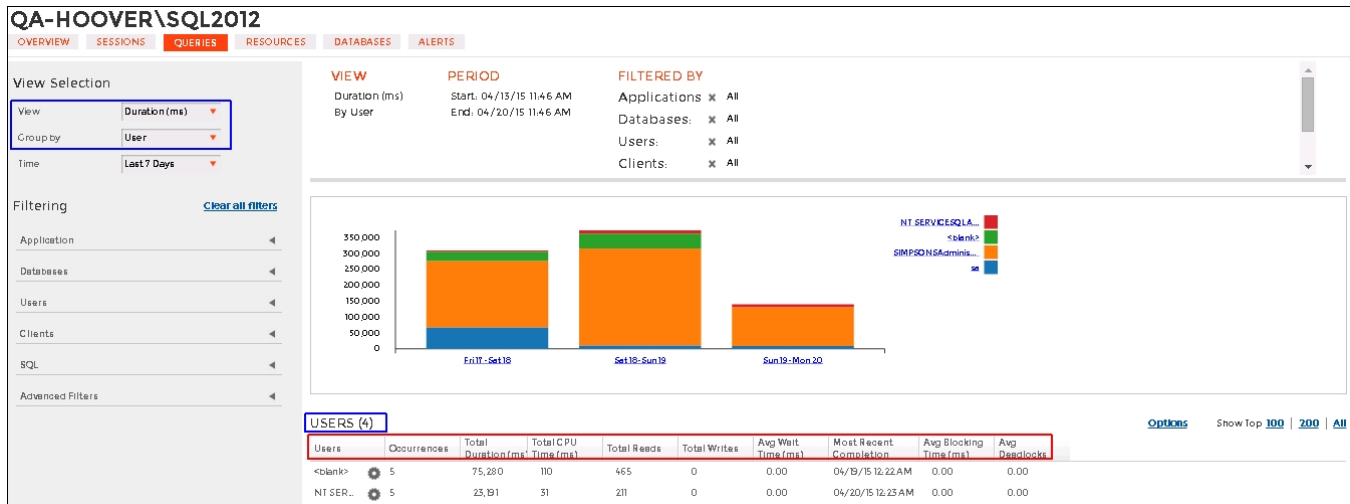 QA-HOOVER\SQL2012
OVERVIEW SESSIONS QUERIES RESOURCES DATABASES ALERTS
View Selection
View Duration (ms)
Group by User
Time Last 7 Days
Filtering Clear all filters
Application
Databases
Users
Clients
SQL
Advanced Filters
VIEW PERIOD FILTERED BY
Duration (ms) Start: 04/13/15 11:46 AM Applications x All
By User End: 04/20/15 11:46 AM Databases: x All
Users: x All
Clients: x All
350,000
300,000
250,000
200,000
150,000
100,000
50,000
0
Fri 17 - Sat 18 Sat 18 - Sun 19 Sun 19 - Mon 20
NT SERVICESQLA...
<blank>
SIMPSONSAdminis...
sa
USERS (4) Options Show Top 100 | 200 | All
Users Occurrences Total Duration (ms) Total CPU Time (ms) Total Reads Total Writes Avg Wait Time (ms) Most Recent Completion Avg Blocking Time (ms) Avg Deadlocks
<blank> 5 75,280 110 465 0 0.00 04/19/15 12:22 AM 0.00 0.00
NT SER... 5 23,191 31 211 0 0.00 04/20/15 12:23 AM 0.00 0.00